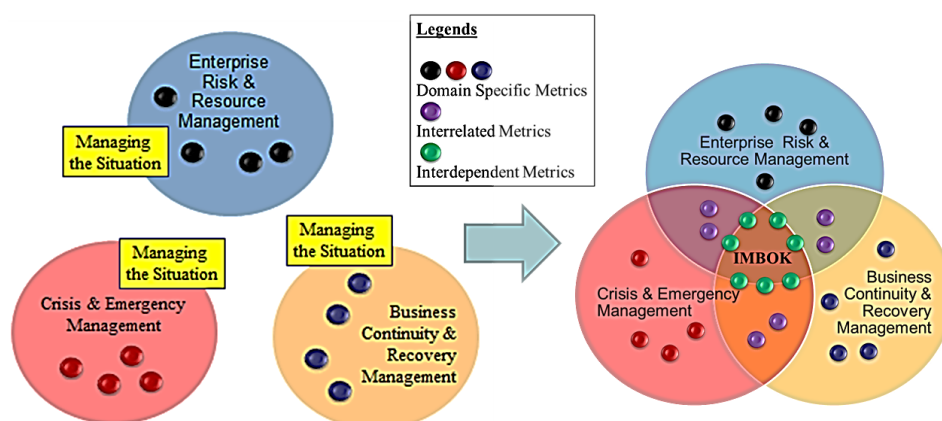 Enterprise
Risk &
Resource
Management
Managing
the Situation
Managing
the Situation
Crisis & Emergency
Management
Managing
the Situation
Business
Continuity &
Recovery
Management
Legends
Domain Specific Metrics
Interrelated Metrics
Interdependent Metrics
Enterprise Risk &
Resource Management
IMBOK
Crisis & Emergency
Management
Business
Continuity &
Recovery
Management